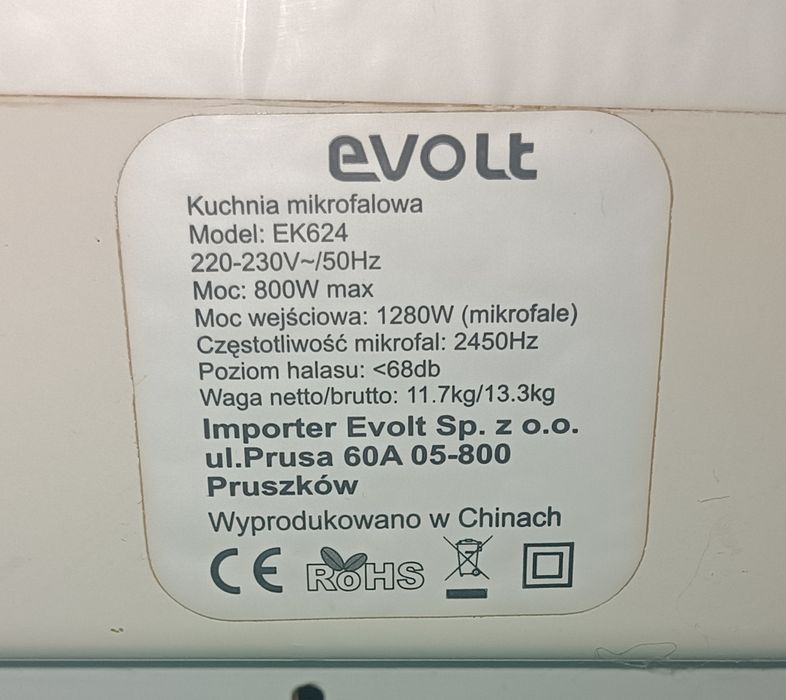 evolt
Kuchnia mikrofalowa
Model: EK624
220-230V~/50Hz
Moc: 800W max
Moc wejściowa: 1280W (mikrofale)
Częstotliwość mikrofal: 2450Hz
Poziom halasu: <68db
Waga netto/brutto: 11.7kg/13.3kg
Importer Evolt Sp. z o.o.
ul.Prusa 60A 05-800
Pruszków
Wyprodukowano w Chinach
CE RoHS